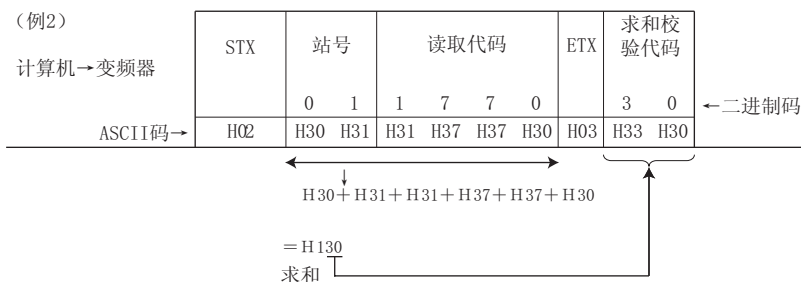 （例2）
计算机→变频器
STX 站号 读取代码 ETX 求和校验代码
0 1 1 7 7 0 3 0 ←二进制码
ASCII码→ H02 H30 H31 H31 H37 H37 H30 H03 H33 H30
H30+H31+H31+H37+H37+H30
=H130
求和